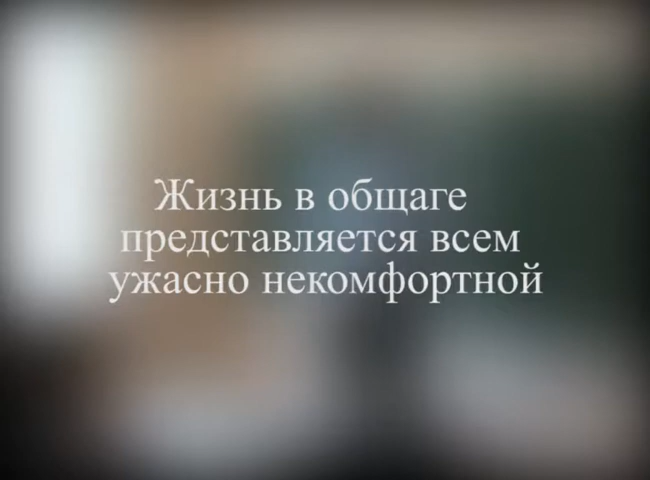 Жизнь в общаге
представляется всем
ужасно некомфортной